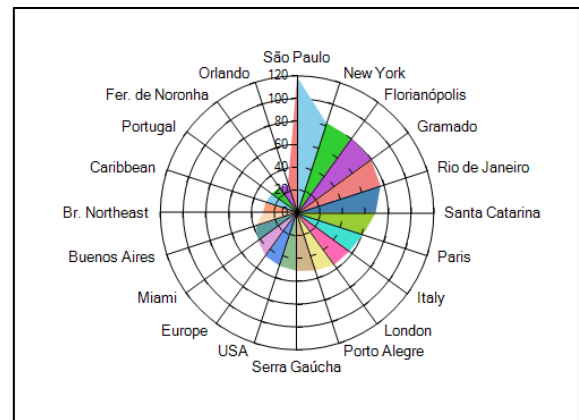 São Paulo
New York
Florianópolis
Gramado
Rio de Janeiro
Santa Catarina
Paris
Italy
London
Porto Alegre
Serra Gaúcha
USA
Europe
Miami
Buenos Aires
Br. Northeast
Caribbean
Portugal
Fer. de Noronha
Orlando
120
100
80
60
40
20
0